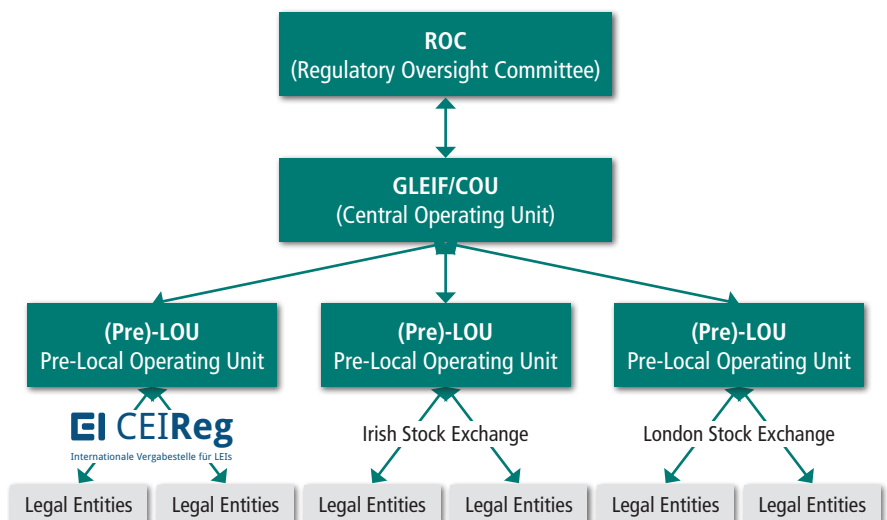 ROC
(Regulatory Oversight Committee)
GLEIF/COU
(Central Operating Unit)
(Pre)-LOU
Pre-Local Operating Unit
(Pre)-LOU
Pre-Local Operating Unit
(Pre)-LOU
Pre-Local Operating Unit
CEIReg
Internationale Vergabestelle für LEIs
Irish Stock Exchange
London Stock Exchange
Legal Entities
Legal Entities
Legal Entities
Legal Entities
Legal Entities
Legal Entities